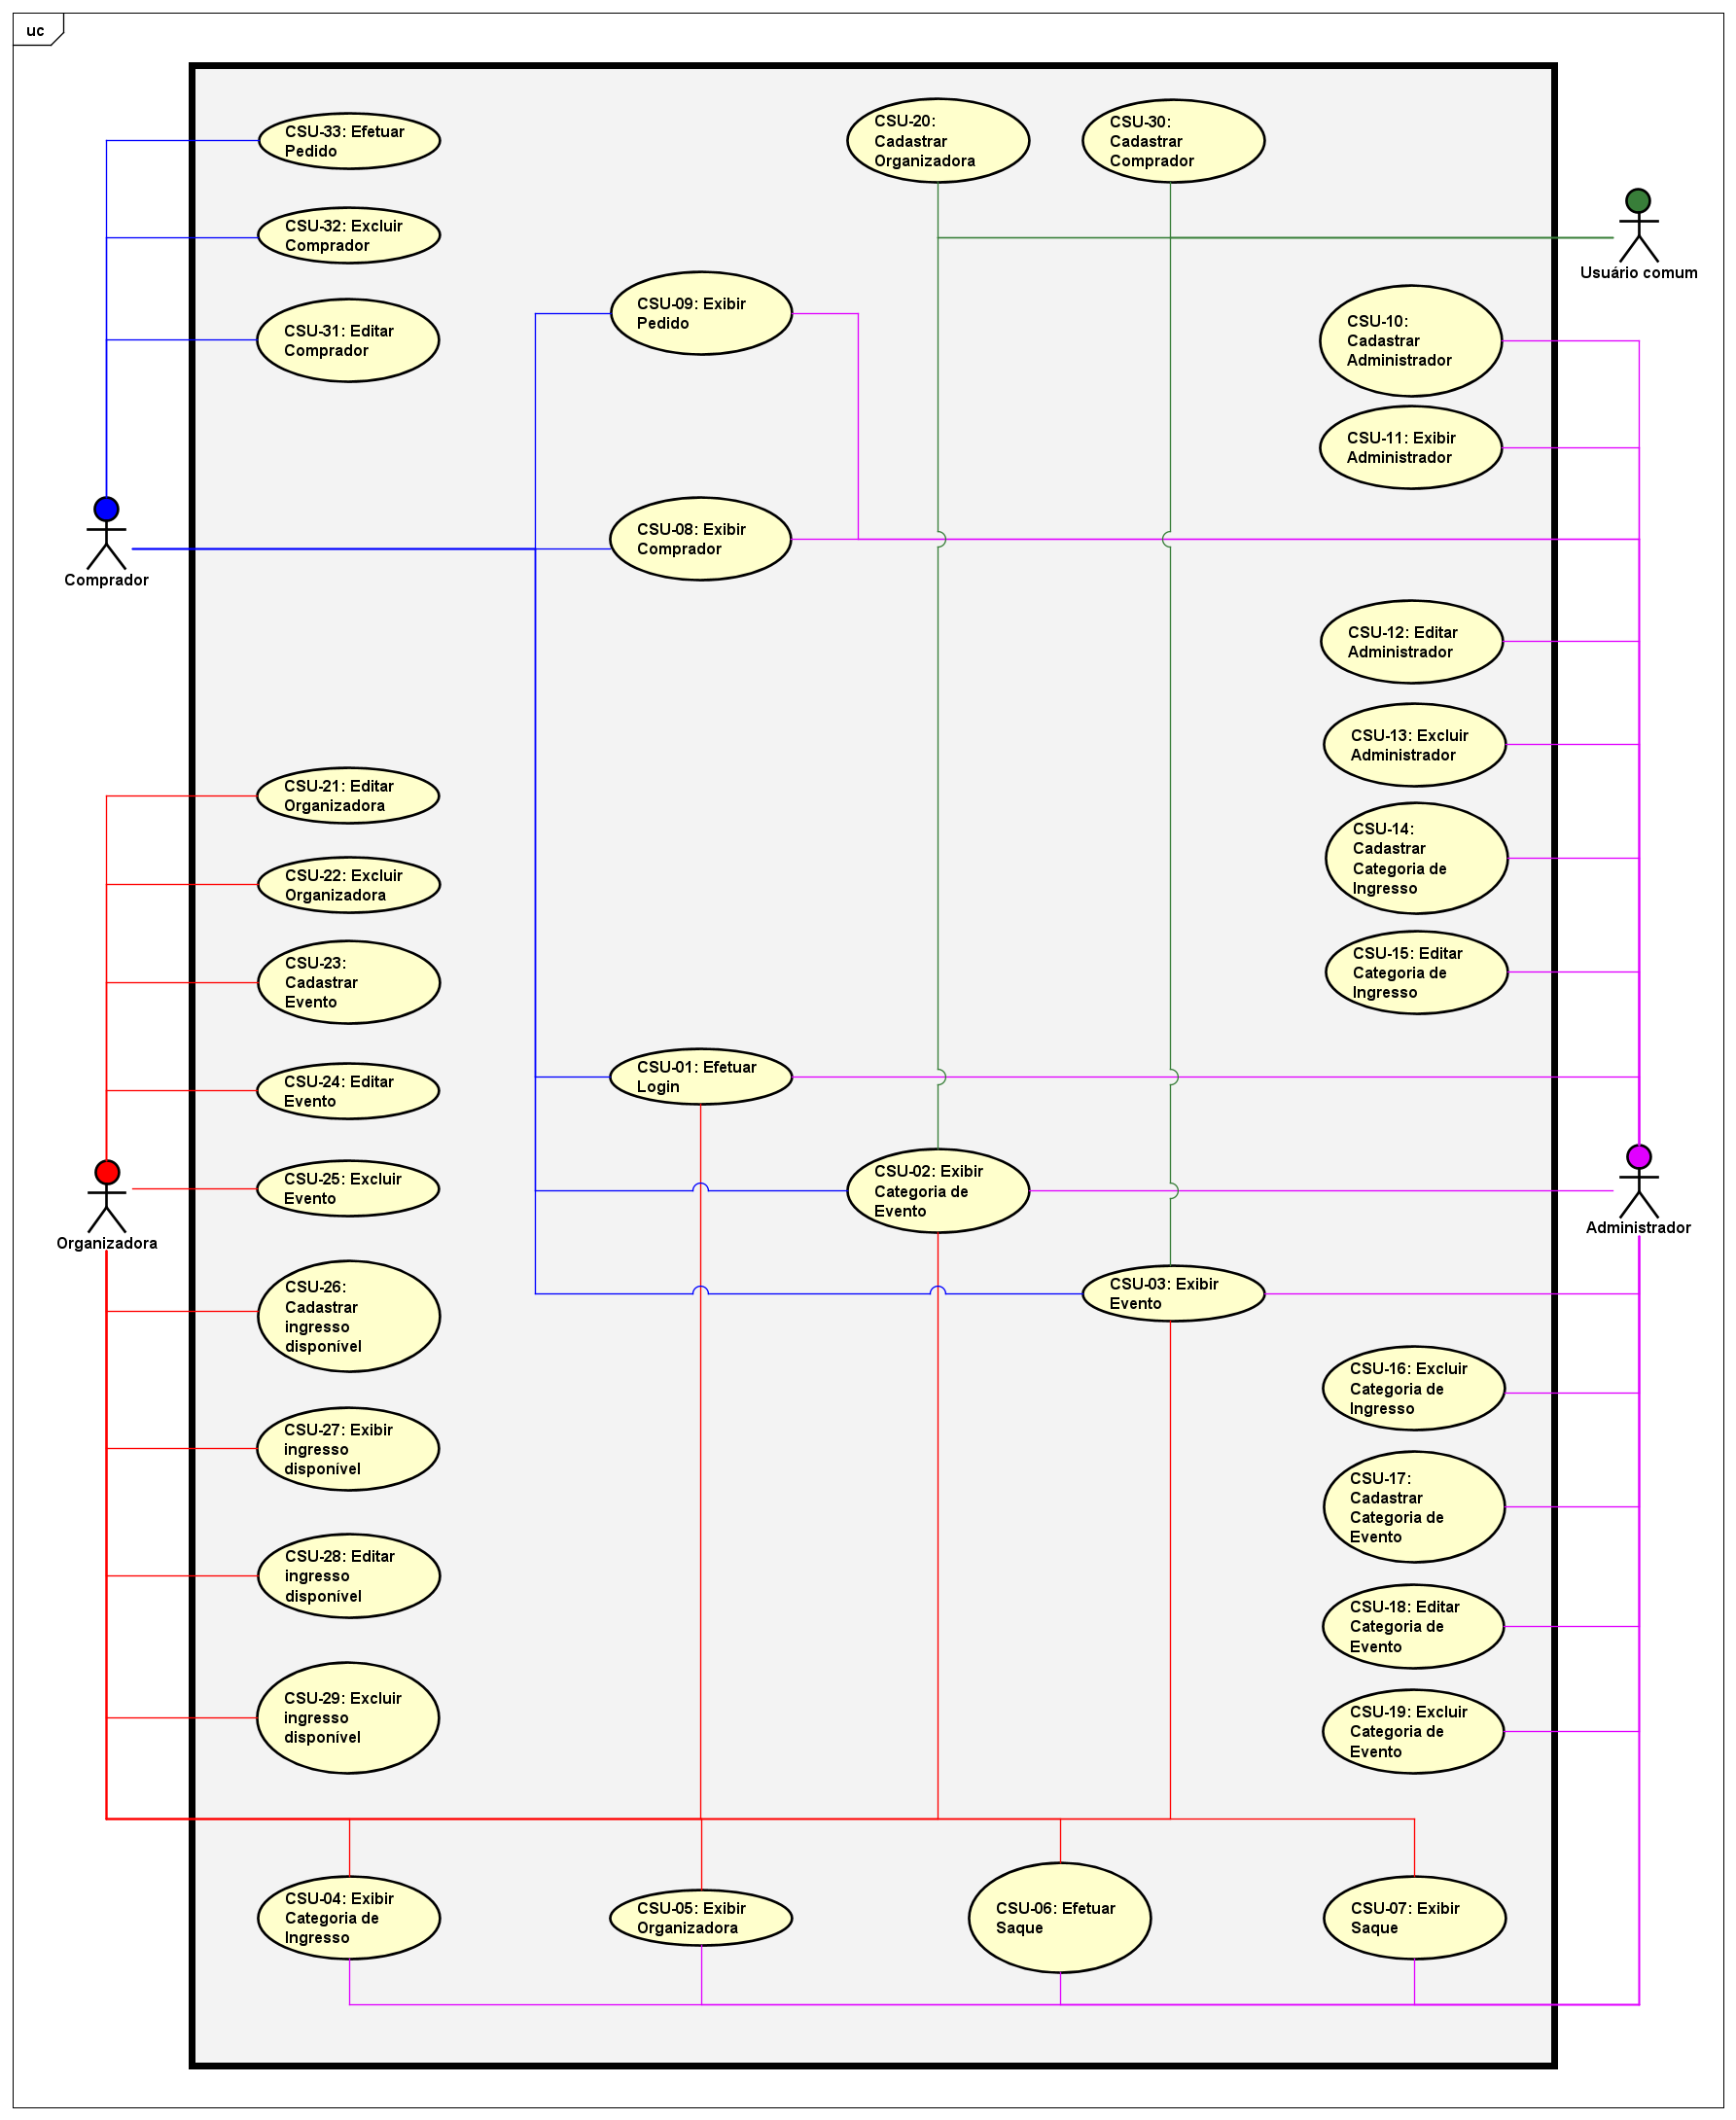 uc
CSU-33: Efetuar
Pedido
CSU-20:
Cadastrar
Organizadora
CSU-30:
Cadastrar
Comprador
CSU-32: Excluir
Comprador
Usuário comum
CSU-09: Exibir
Pedido
CSU-31: Editar
Comprador
CSU-10:
Cadastrar
Administrador
CSU-11: Exibir
Administrador
CSU-08: Exibir
Comprador
Comprador
CSU-12: Editar
Administrador
CSU-13: Excluir
Administrador
CSU-21: Editar
Organizadora
CSU-14:
Cadastrar
Categoria de
Ingresso
CSU-22: Excluir
Organizadora
CSU-23:
Cadastrar
Evento
CSU-15: Editar
Categoria de
Ingresso
CSU-24: Editar
Evento
CSU-01: Efetuar
Login
CSU-25: Excluir
Evento
CSU-02: Exibir
Categoria de
Evento
Organizadora
Administrador
CSU-26:
Cadastrar
ingresso
disponível
CSU-03: Exibir
Evento
CSU-16: Excluir
Categoria de
Ingresso
CSU-27: Exibir
ingresso
disponível
CSU-17:
Cadastrar
Categoria de
Evento
CSU-28: Editar
ingresso
disponível
CSU-18: Editar
Categoria de
Evento
CSU-29: Excluir
ingresso
disponível
CSU-19: Excluir
Categoria de
Evento
CSU-04: Exibir
Categoria de
Ingresso
CSU-05: Exibir
Organizadora
CSU-06: Efetuar
Saque
CSU-07: Exibir
Saque